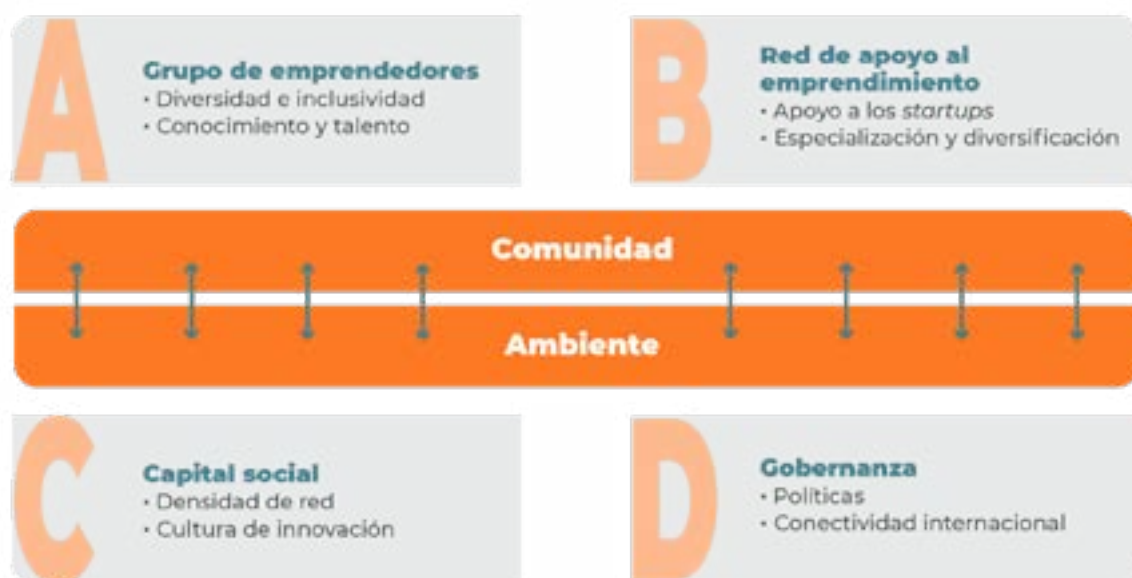 A
Grupo de emprendedores
• Diversidad e inclusividad
• Conocimiento y talento
B
Red de apoyo al
emprendimiento
• Apoyo a los startups
• Especialización y diversificación
Comunidad
Ambiente
C
Capital social
• Densidad de red
• Cultura de innovación
D
Gobernanza
• Políticas
• Conectividad internacional